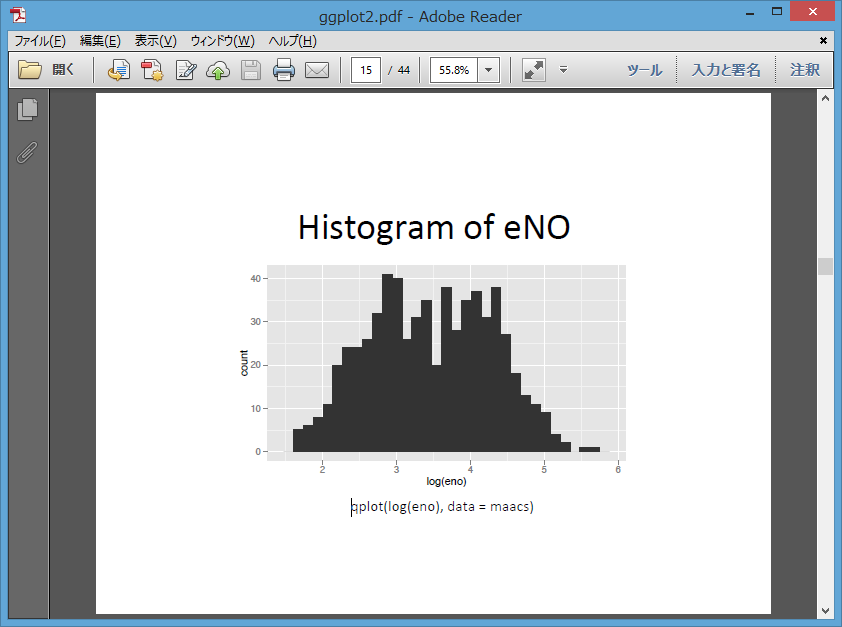 ggplot2.pdf - Adobe Reader
ファイル(F) 編集(E) 表示(V) ウィンドウ(W) ヘルプ(H)
開く 15 / 44 55.8% ツール 入力と署名 注釈
Histogram of eNO
40
30
20
10
0
count
2 3 4 5 6
log(eno)
qplot(log(eno), data = maacs)